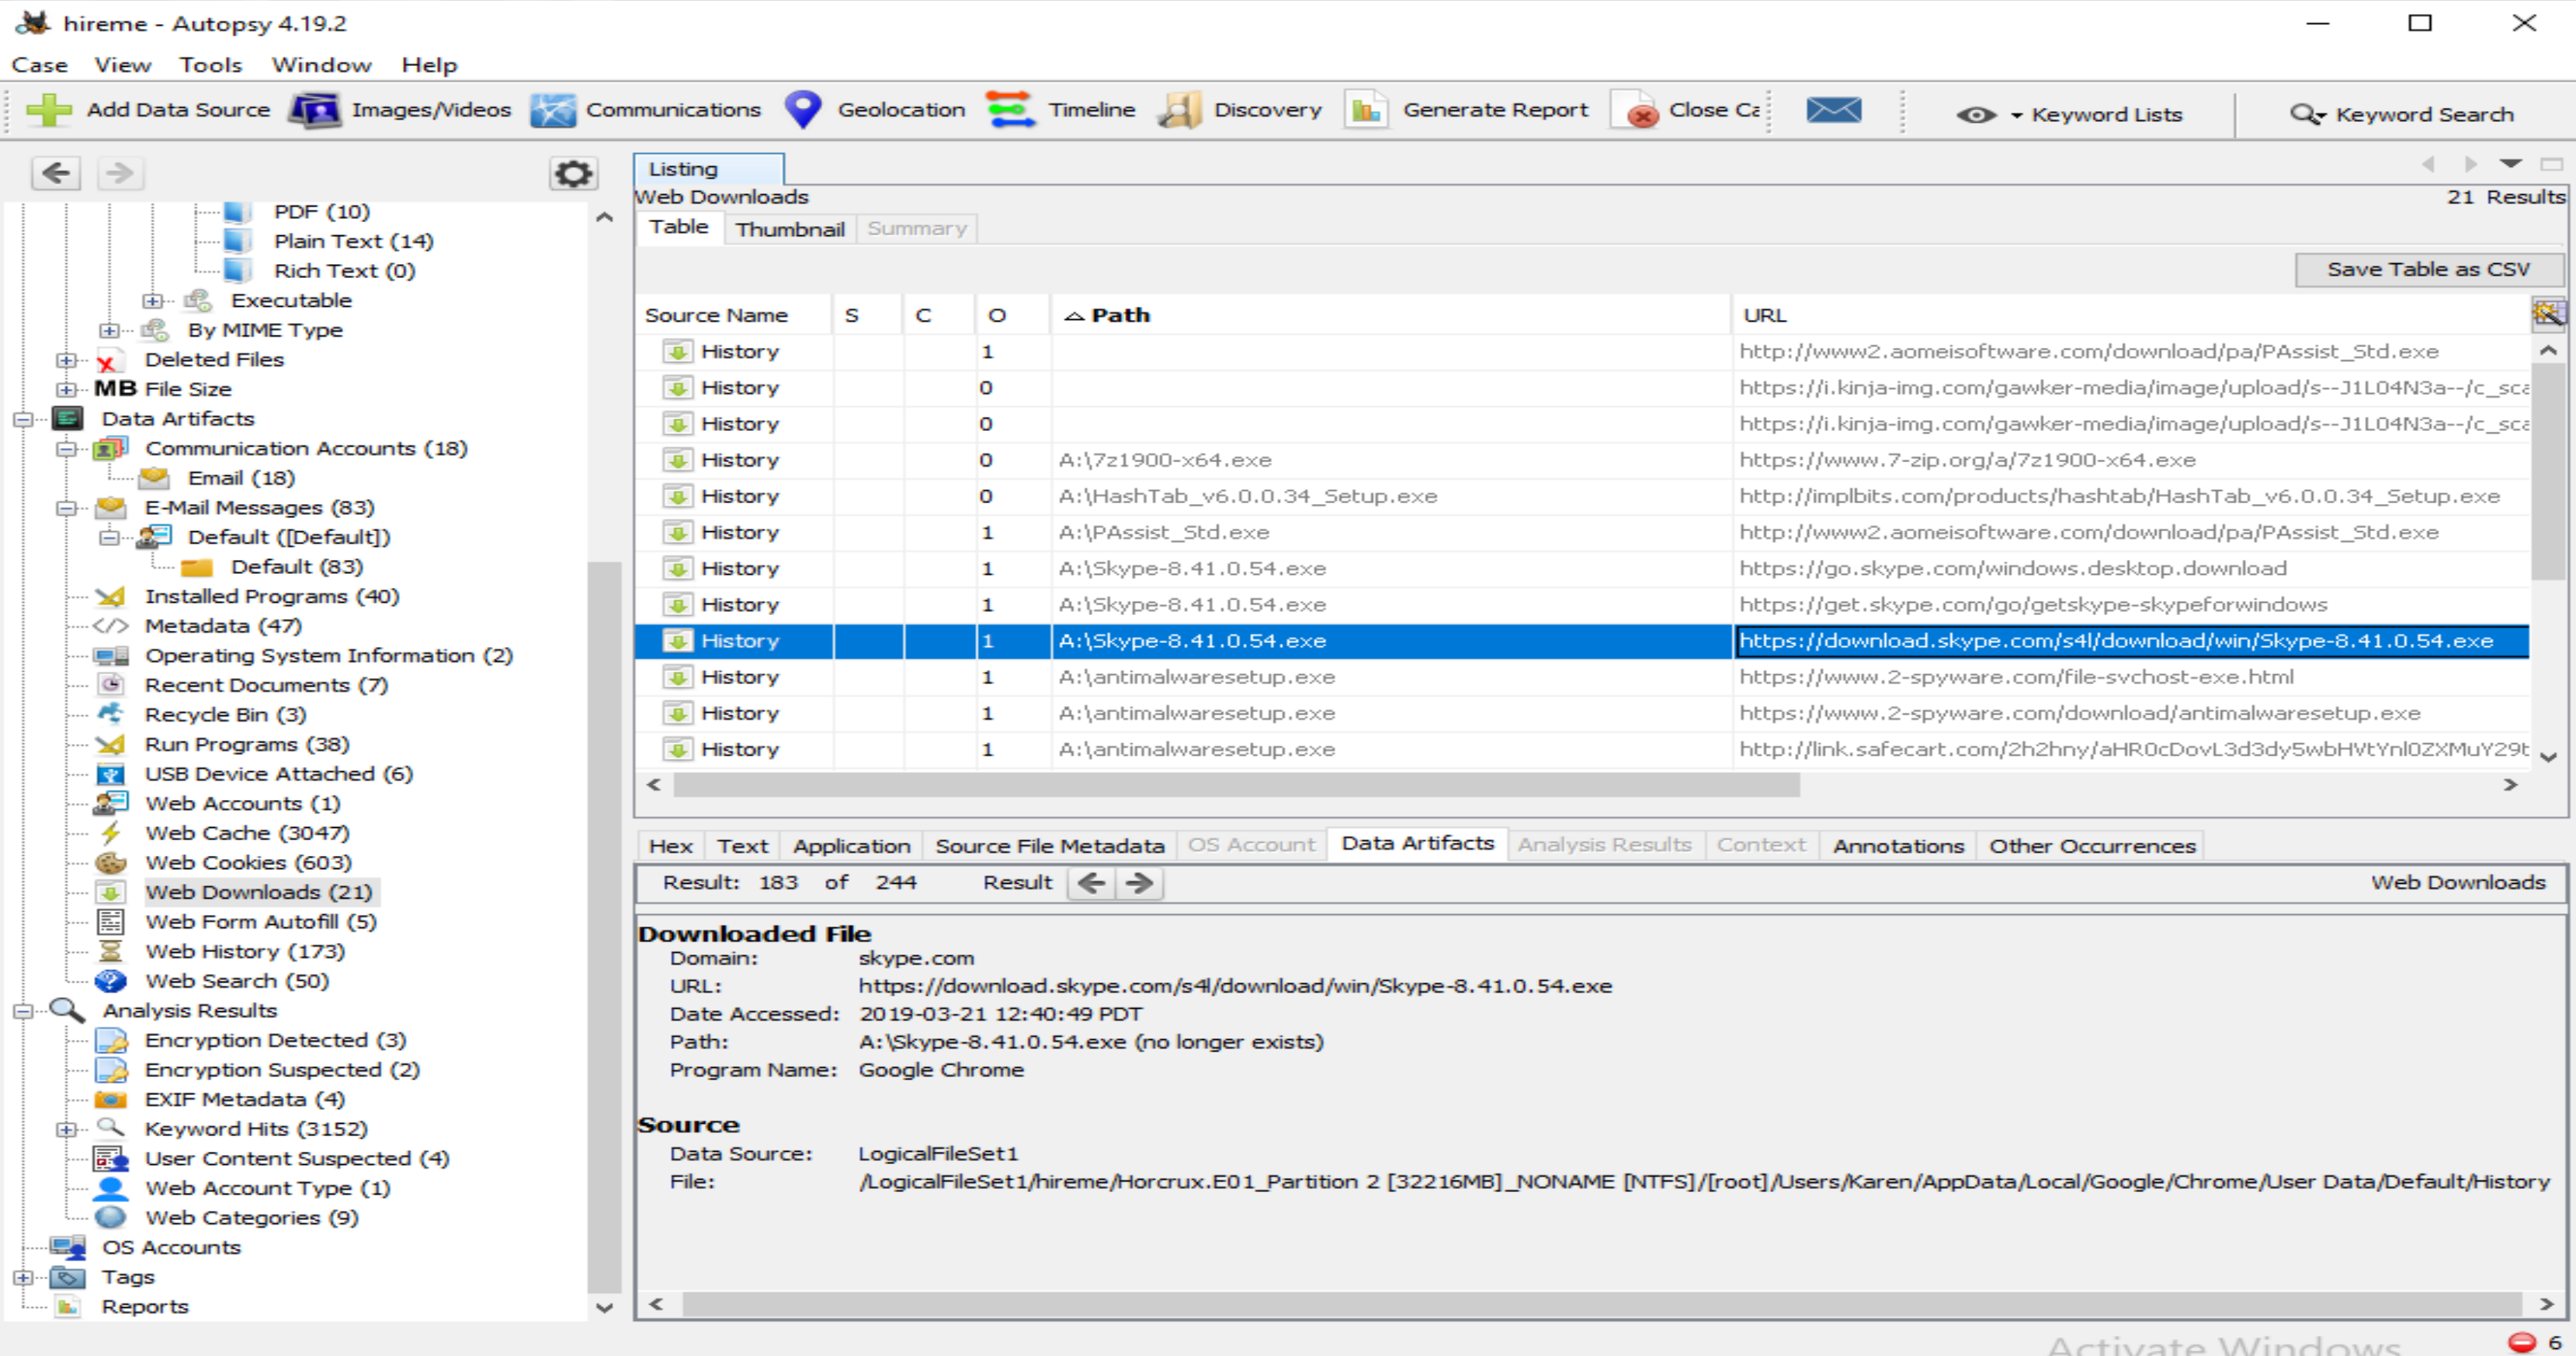 hireme - Autopsy 4.19.2
Case View Tools Window Help
Add Data Source Images/Videos Communications Geolocation Timeline Discovery Generate Report Close Ca Keyword Lists Keyword Search
PDF (10)
Plain Text (14)
Rich Text (0)
Executable
By MIME Type
Deleted Files
MB File Size
Data Artifacts
Communication Accounts (18)
Email (18)
E-Mail Messages (83)
Default ([Default])
Default (83)
Installed Programs (40)
Metadata (47)
Operating System Information (2)
Recent Documents (7)
Recycle Bin (3)
Run Programs (38)
USB Device Attached (6)
Web Accounts (1)
Web Cache (3047)
Web Cookies (603)
Web Downloads (21)
Web Form Autofill (5)
Web History (173)
Web Search (50)
Analysis Results
Encryption Detected (3)
Encryption Suspected (2)
EXIF Metadata (4)
Keyword Hits (3152)
User Content Suspected (4)
Web Account Type (1)
Web Categories (9)
OS Accounts
Tags
Reports
Listing
Web Downloads 21 Results
Table Thumbnail Summary
Save Table as CSV
Source Name S C O Path URL
History 1 http://www2.aomeisoftware.com/download/pa/PAssist_Std.exe
History 0 https://i.kinja-img.com/gawker-media/image/upload/s--J1L04N3a--/c_sca
History 0 https://i.kinja-img.com/gawker-media/image/upload/s--J1L04N3a--/c_sca
History 0 A:\7z1900-x64.exe https://www.7-zip.org/a/7z1900-x64.exe
History 0 A:\HashTab_v6.0.0.34_Setup.exe http://implbits.com/products/hashtab/HashTab_v6.0.0.34_Setup.exe
History 1 A:\PAssist_Std.exe http://www2.aomeisoftware.com/download/pa/PAssist_Std.exe
History 1 A:\Skype-8.41.0.54.exe https://go.skype.com/windows.desktop.download
History 1 A:\Skype-8.41.0.54.exe https://get.skype.com/go/getskype-skypeforwindows
History 1 A:\Skype-8.41.0.54.exe https://download.skype.com/s4l/download/win/Skype-8.41.0.54.exe
History 1 A:\antimalwaresetup.exe https://www.2-spyware.com/file-svchost-exe.html
History 1 A:\antimalwaresetup.exe https://www.2-spyware.com/download/antimalwaresetup.exe
History 1 A:\antimalwaresetup.exe http://link.safecart.com/2h2hny/aHR0cDovL3d3dy5wbHVtYnl0ZXMuY29t
Hex Text Application Source File Metadata OS Account Data Artifacts Analysis Results Context Annotations Other Occurrences
Result: 183 of 244 Result Web Downloads
Downloaded File
Domain: skype.com
URL: https://download.skype.com/s4l/download/win/Skype-8.41.0.54.exe
Date Accessed: 2019-03-21 12:40:49 PDT
Path: A:\Skype-8.41.0.54.exe (no longer exists)
Program Name: Google Chrome
Source
Data Source: LogicalFileSet1
File: /LogicalFileSet1/hireme/Horcrux.E01_Partition 2 [32216MB]_NONAME [NTFS]/[root]/Users/Karen/AppData/Local/Google/Chrome/User Data/Default/History
Activate Windows
6